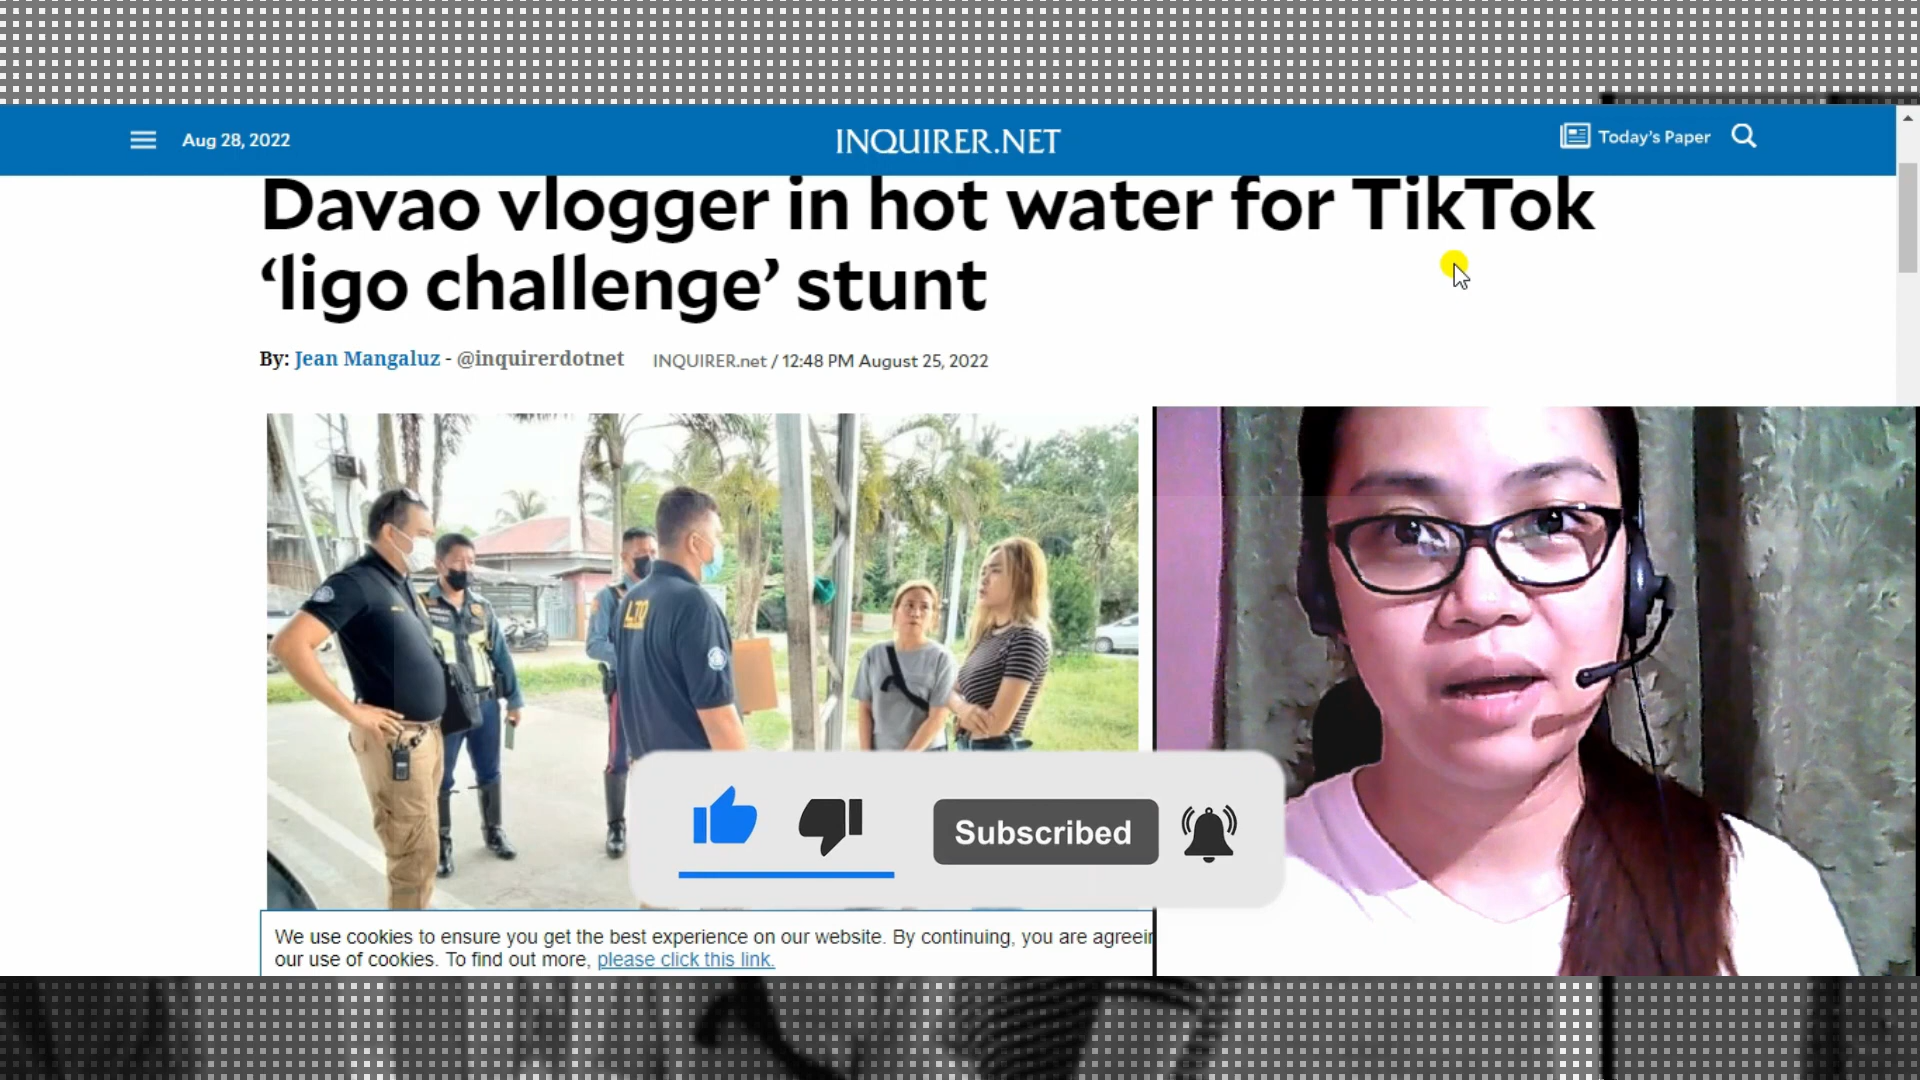 Aug 28, 2022
INQUIRER.NET
Today's Paper
Davao vlogger in hot water for TikTok
‘ligo challenge’ stunt
By: Jean Mangaluz - @inquirerdotnet
INQUIRER.net / 12:48 PM August 25, 2022
LTO
Subscribed
We use cookies to ensure you get the best experience on our website. By continuing, you are agreein
our use of cookies. To find out more, please click this link.